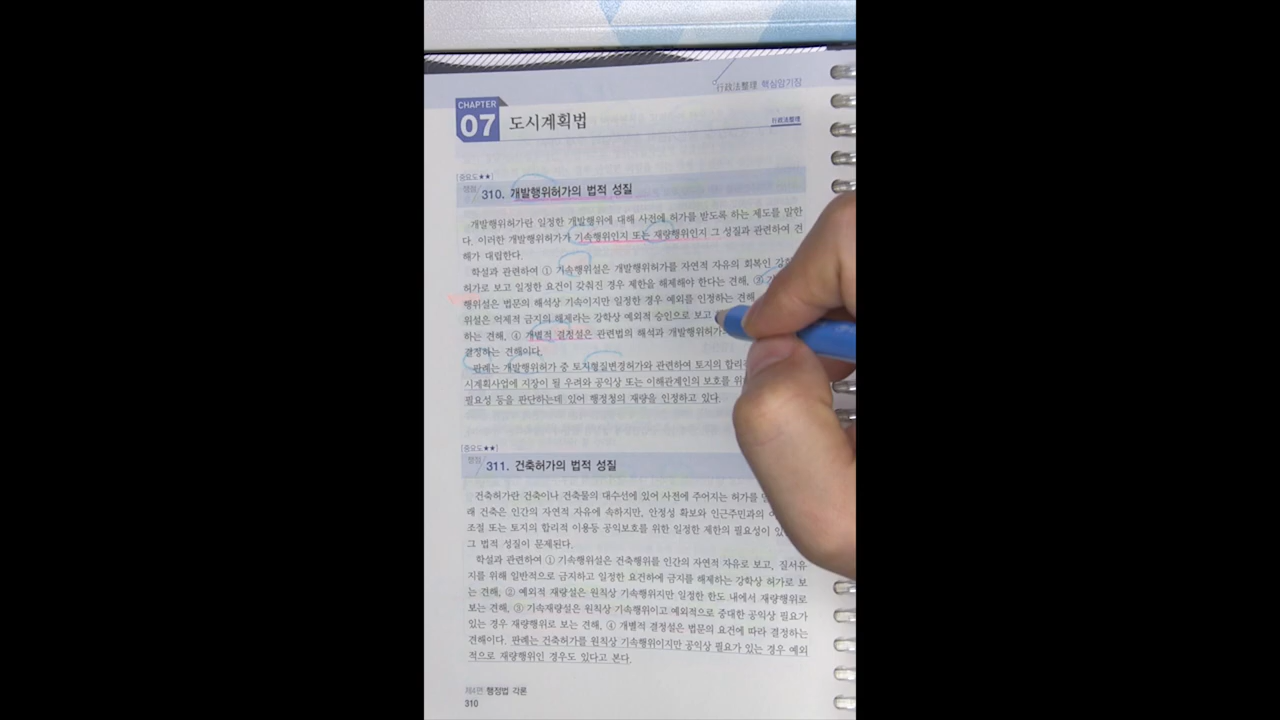 行政法整理 핵심암기장
CHAPTER
07 도시계획법
行政法整理
[중요도★★]
쟁점
310. 개발행위허가의 법적 성질
개발행위허가란 일정한 개발행위에 대해 사전에 허가를 받도록 하는 제도를 말한
다. 이러한 개발행위허가가 기속행위인지 또는 재량행위인지 그 성질과 관련하여 견
해가 대립한다.
학설과 관련하여 ① 기속행위설은 개발행위허가를 자연적 자유의 회복인 강학
허가로 보고 일정한 요건이 갖춰진 경우 제한을 해제해야 한다는 견해, ②
행위설은 법문의 해석상 기속이지만 일정한 경우 예외를 인정하는 견해
위설은 억제적 금지의 해제라는 강학상 예외적 승인으로 보고
하는 견해, ④ 개별적 결정설은 관련법의 해석과 개발행위허가
결정하는 견해이다.
판례는 개발행위허가 중 토지형질변경허가와 관련하여 토지의 합리
시계획사업에 지장이 될 우려와 공익상 또는 이해관계인의 보호를 위
필요성 등을 판단하는데 있어 행정청의 재량을 인정하고 있다.
[중요도★★]
쟁점
311. 건축허가의 법적 성질
건축허가란 건축이나 건축물의 대수선에 있어 사전에 주어지는 허가를
래 건축은 인간의 자연적 자유에 속하지만, 안정성 확보와 인근주민과의
조절 또는 토지의 합리적 이용등 공익보호를 위한 일정한 제한의 필요성이
그 법적 성질이 문제된다.
학설과 관련하여 ① 기속행위설은 건축행위를 인간의 자연적 자유로 보고, 질서유
지를 위해 일반적으로 금지하고 일정한 요건하에 금지를 해제하는 강학상 허가로 보
는 견해, ② 예외적 재량설은 원칙상 기속행위지만 일정한 한도 내에서 재량행위로
보는 견해, ③ 기속재량설은 원칙상 기속행위이고 예외적으로 중대한 공익상 필요가
있는 경우 재량행위로 보는 견해, ④ 개별적 결정설은 법문의 요건에 따라 결정하는
견해이다. 판례는 건축허가를 원칙상 기속행위이지만 공익상 필요가 있는 경우 예외
적으로 재량행위인 경우도 있다고 본다.
제4편 행정법 각론
310